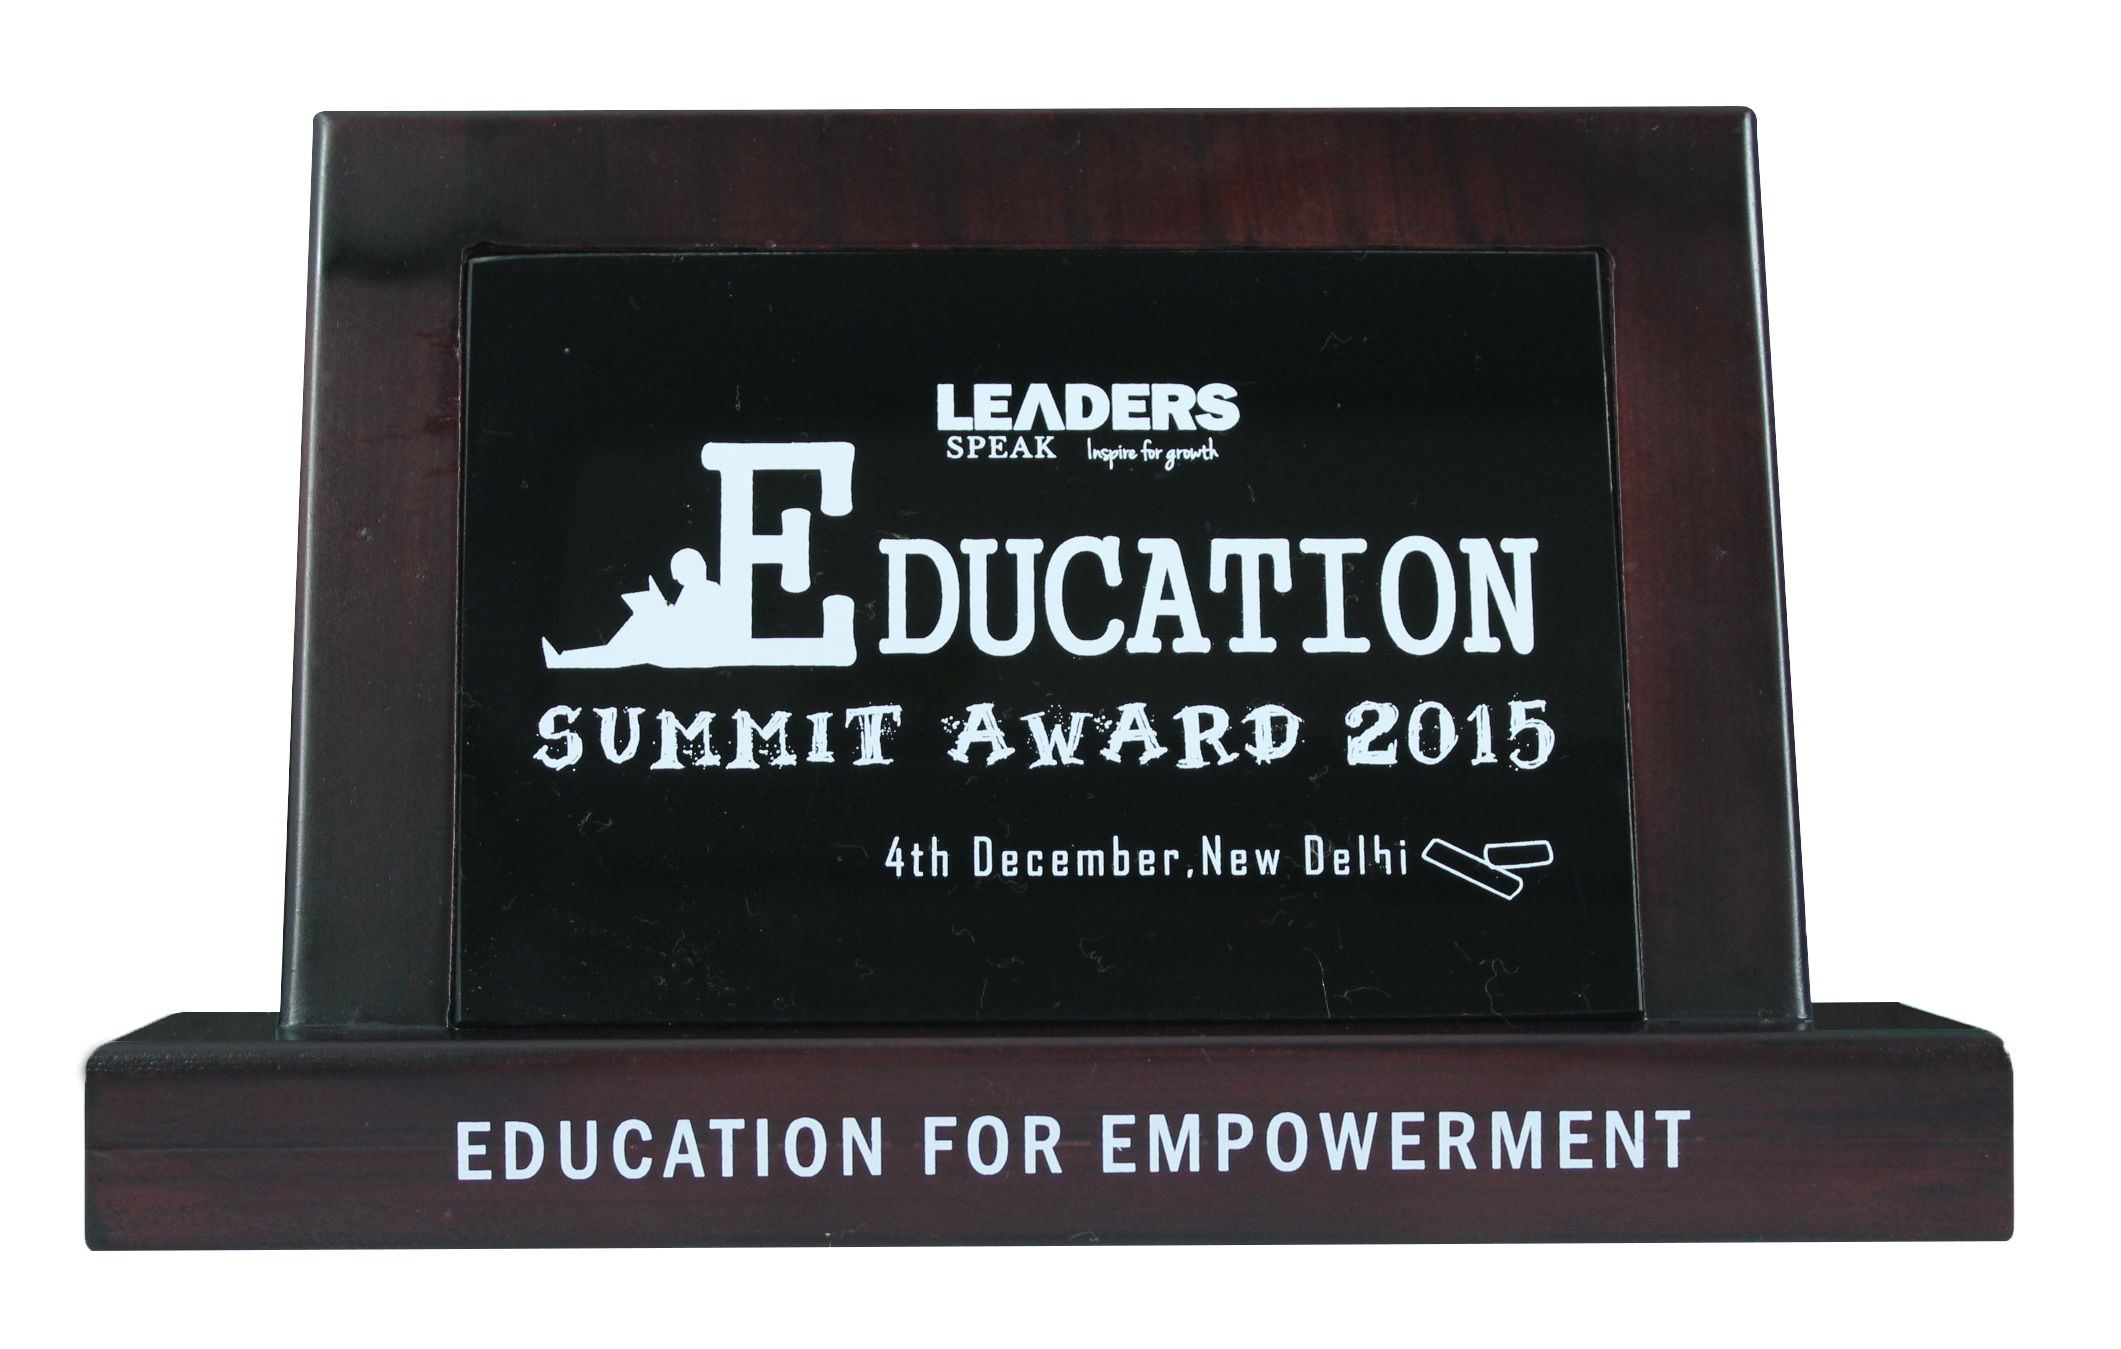 LEADERS
SPEAK Inspire for growth
EDUCATION
SUMMIT AWARD 2015
4th December, New Delhi
EDUCATION FOR EMPOWERMENT